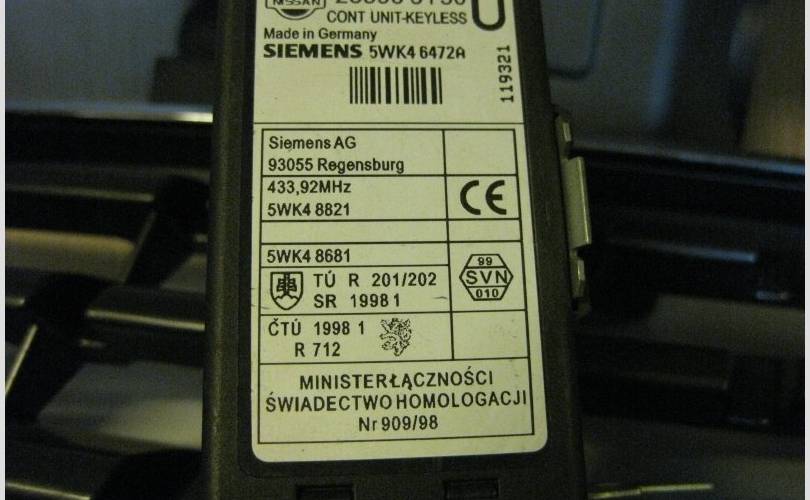 NISSAN
CONT UNIT-KEYLESS U
Made in Germany
SIEMENS 5WK4 6472A
119321
Siemens AG
93055 Regensburg
433,92MHz
5WK4 8821
CE
5WK4 8681
TÚ R 201/202
SR 1998 1
99
SVN
010
ČTÚ 1998 1
R 712
MINISTER ŁĄCZNOŚCI
ŚWIADECTWO HOMOLOGACJI
Nr 909/98